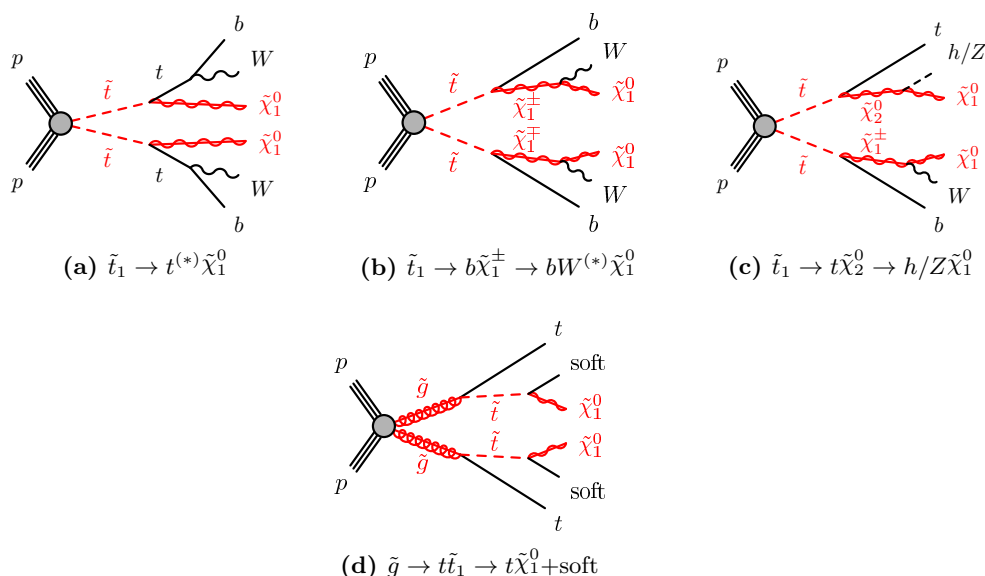 p
p
t̃
t̃
t
t
b
W
χ̃₁⁰
χ̃₁⁰
W
b
(a) t̃₁ → t⁽*⁾χ̃₁⁰
p
p
t̃
t̃
χ̃₁±
χ̃₁∓
b
W
χ̃₁⁰
χ̃₁⁰
W
b
(b) t̃₁ → bχ̃₁± → bW⁽*⁾χ̃₁⁰
p
p
t̃
t̃
χ̃₂⁰
χ̃₁±
t
h/Z
χ̃₁⁰
χ̃₁⁰
W
b
(c) t̃₁ → tχ̃₂⁰ → h/Zχ̃₁⁰
p
p
g̃
g̃
t̃
t̃
t
soft
χ̃₁⁰
χ̃₁⁰
soft
t
(d) g̃ → tt̃₁ → tχ̃₁⁰+soft